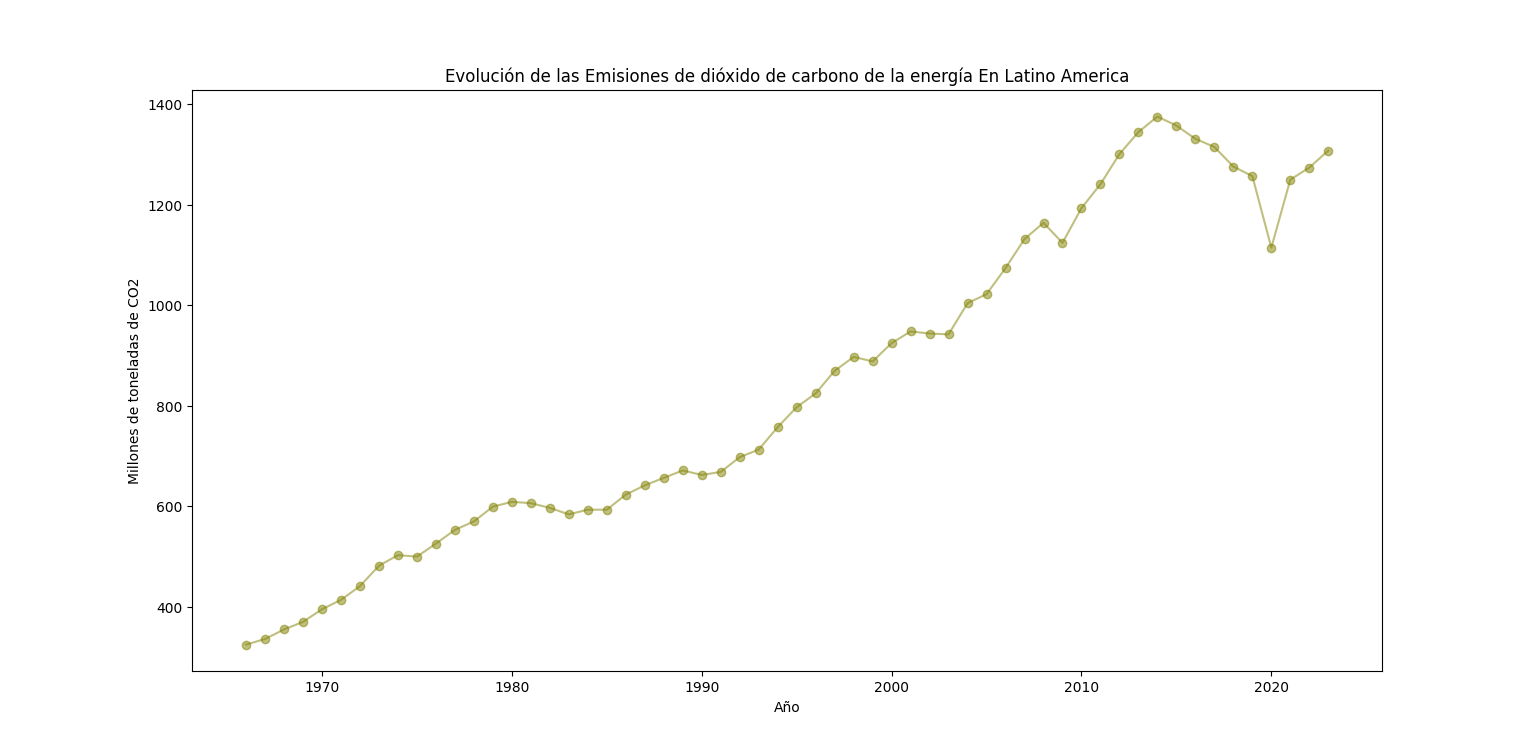 Evolución de las Emisiones de dióxido de carbono de la energía En Latino America
1400
1200
1000
800
600
400
Millones de toneladas de CO2
1970 1980 1990 2000 2010 2020
Año